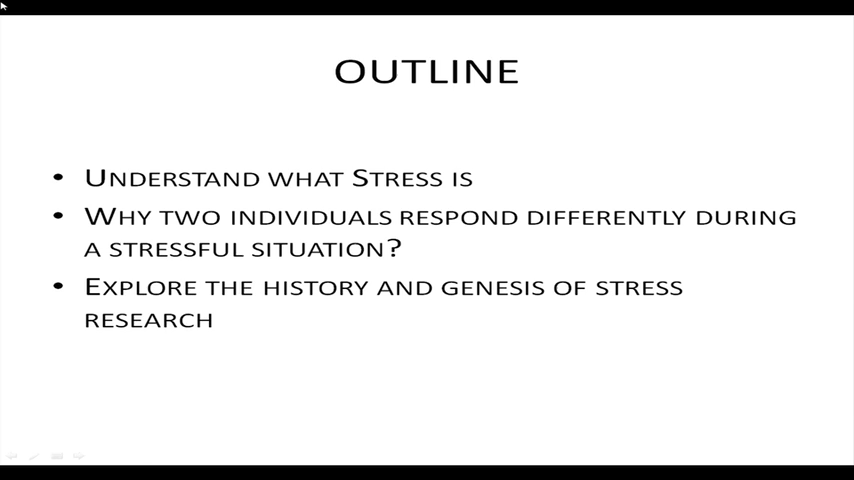 OUTLINE
• UNDERSTAND WHAT STRESS IS
• WHY TWO INDIVIDUALS RESPOND DIFFERENTLY DURING
A STRESSFUL SITUATION?
• EXPLORE THE HISTORY AND GENESIS OF STRESS
RESEARCH